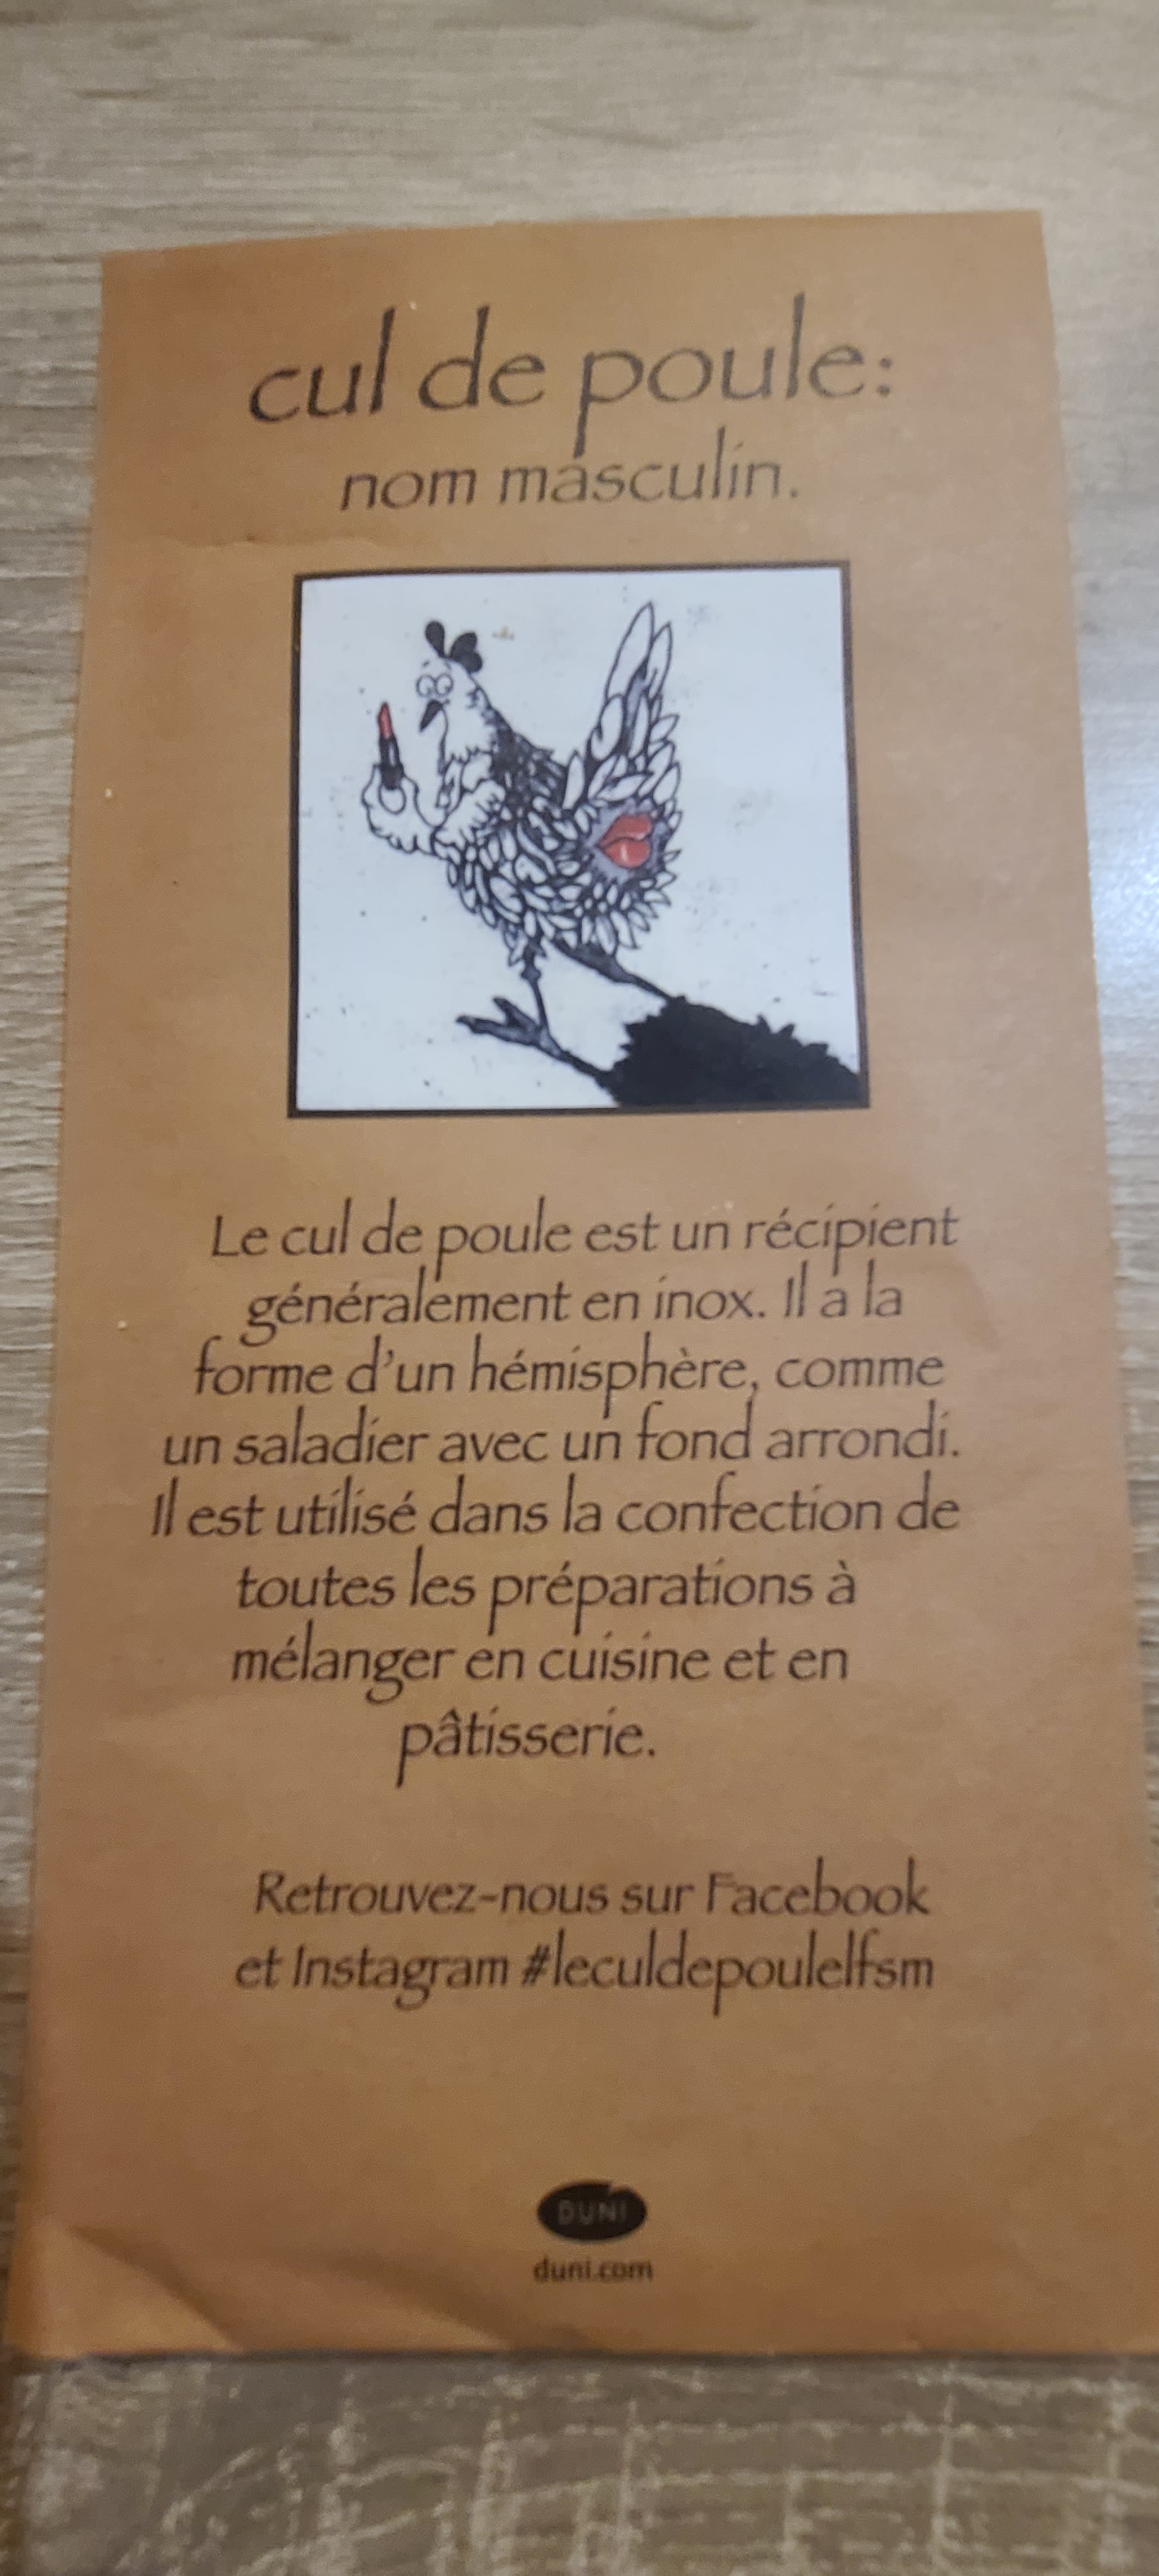 cul de poule:
nom masculin.
Le cul de poule est un récipient
généralement en inox. Il a la
forme d'un hémisphère, comme
un saladier avec un fond arrondi.
Il est utilisé dans la confection de
toutes les préparations à
mélanger en cuisine et en
pâtisserie.
Retrouvez-nous sur Facebook
et Instagram #leculdepoulelfsm
DUNI
duni.com